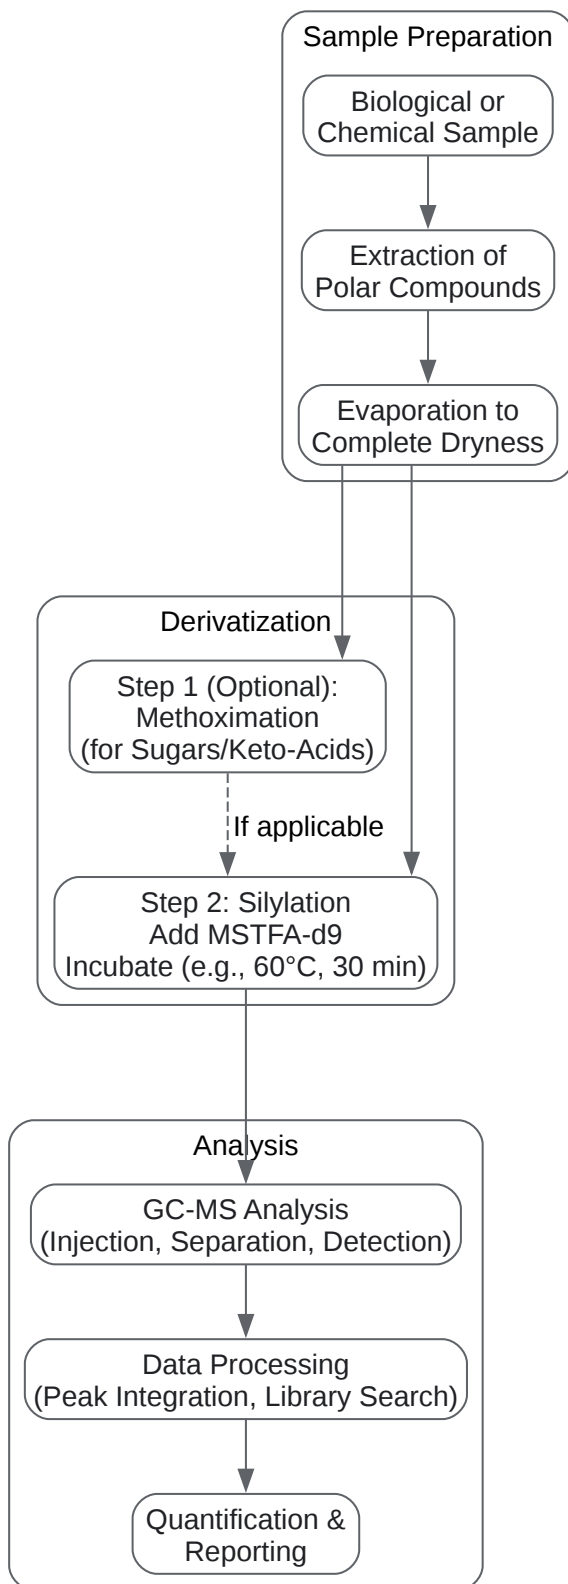 Sample Preparation
Biological or
Chemical Sample
Extraction of
Polar Compounds
Evaporation to
Complete Dryness
Derivatization
Step 1 (Optional):
Methoximation
(for Sugars/Keto-Acids)
If applicable
Step 2: Silylation
Add MSTFA-d9
Incubate (e.g., 60°C, 30 min)
Analysis
GC-MS Analysis
(Injection, Separation, Detection)
Data Processing
(Peak Integration, Library Search)
Quantification &
Reporting